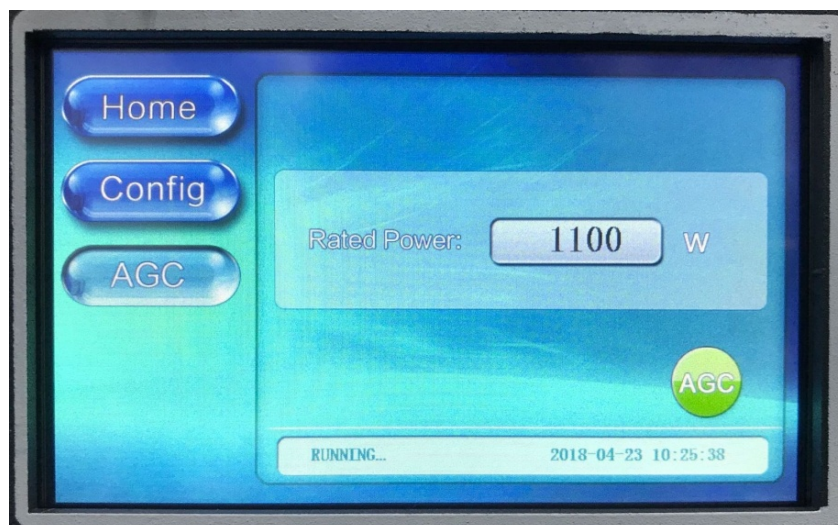 Home
Config
AGC
Rated Power: 1100 W
AGC
RUNNING... 2018-04-23 10:25:38